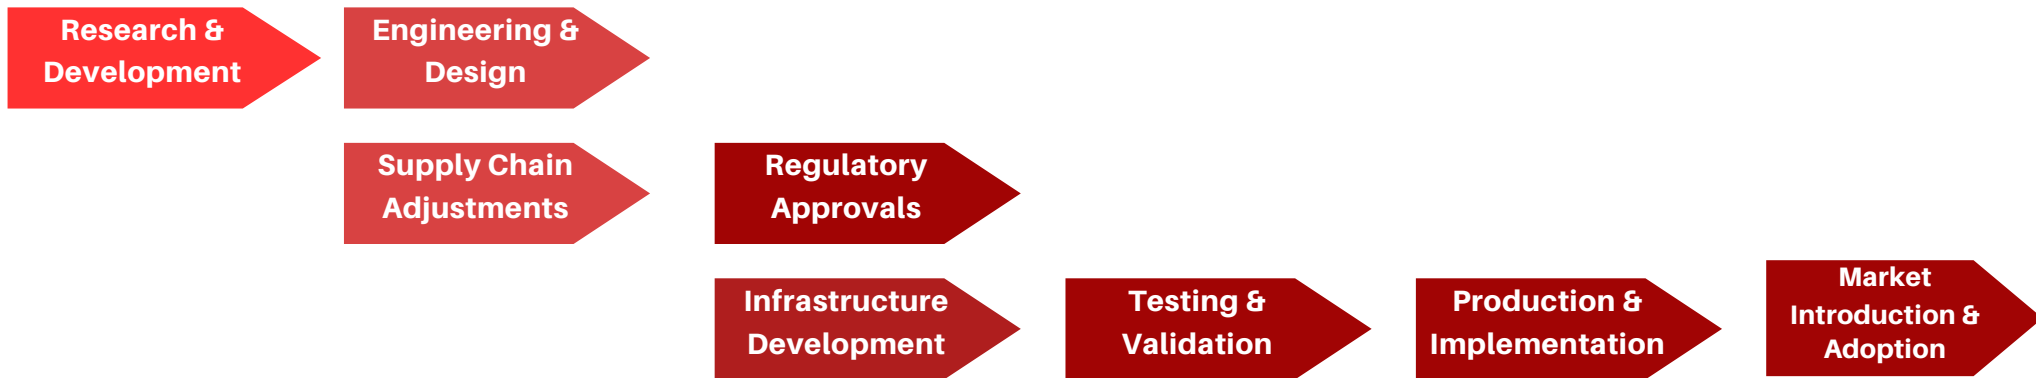 Research &
Development
Engineering &
Design
Supply Chain
Adjustments
Regulatory
Approvals
Infrastructure
Development
Testing &
Validation
Production &
Implementation
Market
Introduction &
Adoption